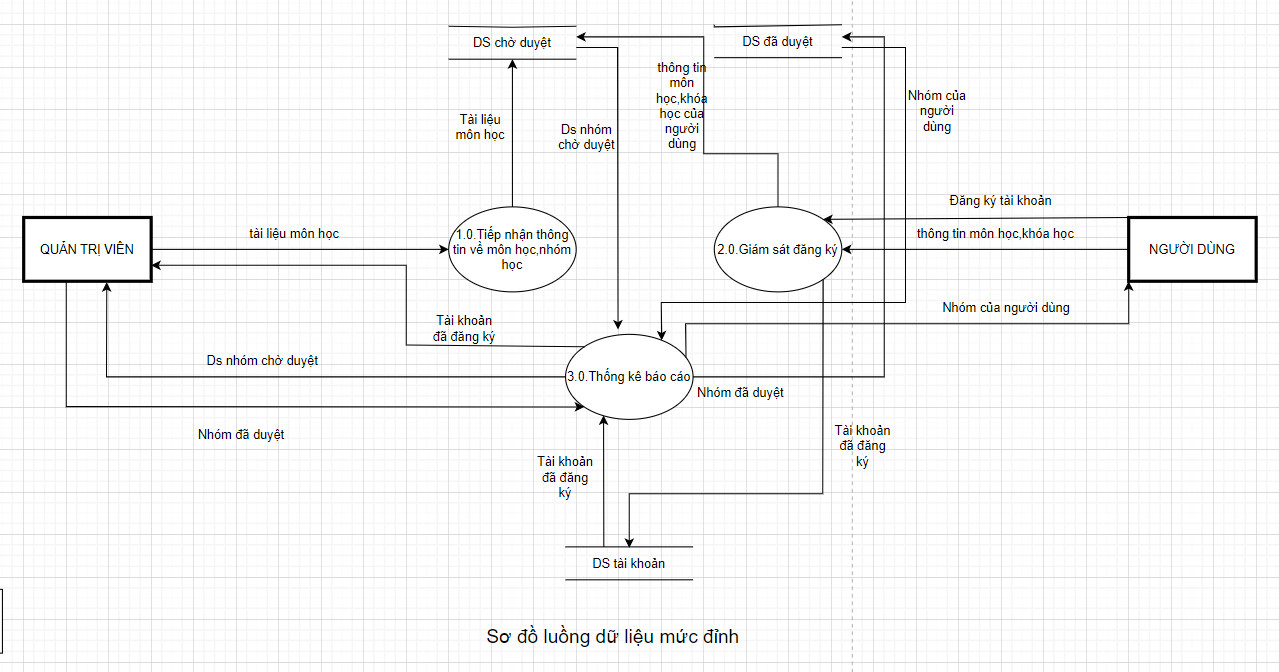 DS chờ duyệt
DS đã duyệt
thông tin
môn
học,khóa
học của
người
dùng
Nhóm của
người
dùng
Tài liệu
môn học
Ds nhóm
chờ duyệt
Đăng ký tài khoản
tài liệu môn học
thông tin môn học,khóa học
QUẢN TRỊ VIÊN
1.0.Tiếp nhận thông
tin về môn học,nhóm
học
2.0.Giám sát đăng ký
NGƯỜI DÙNG
Nhóm của người dùng
Tài khoản
đã đăng ký
Ds nhóm chờ duyệt
3.0.Thống kê báo cáo
Nhóm đã duyệt
Nhóm đã duyệt
Tài khoản
đã đăng
ký
Tài khoản
đã đăng
ký
DS tài khoản
Sơ đồ luồng dữ liệu mức đỉnh